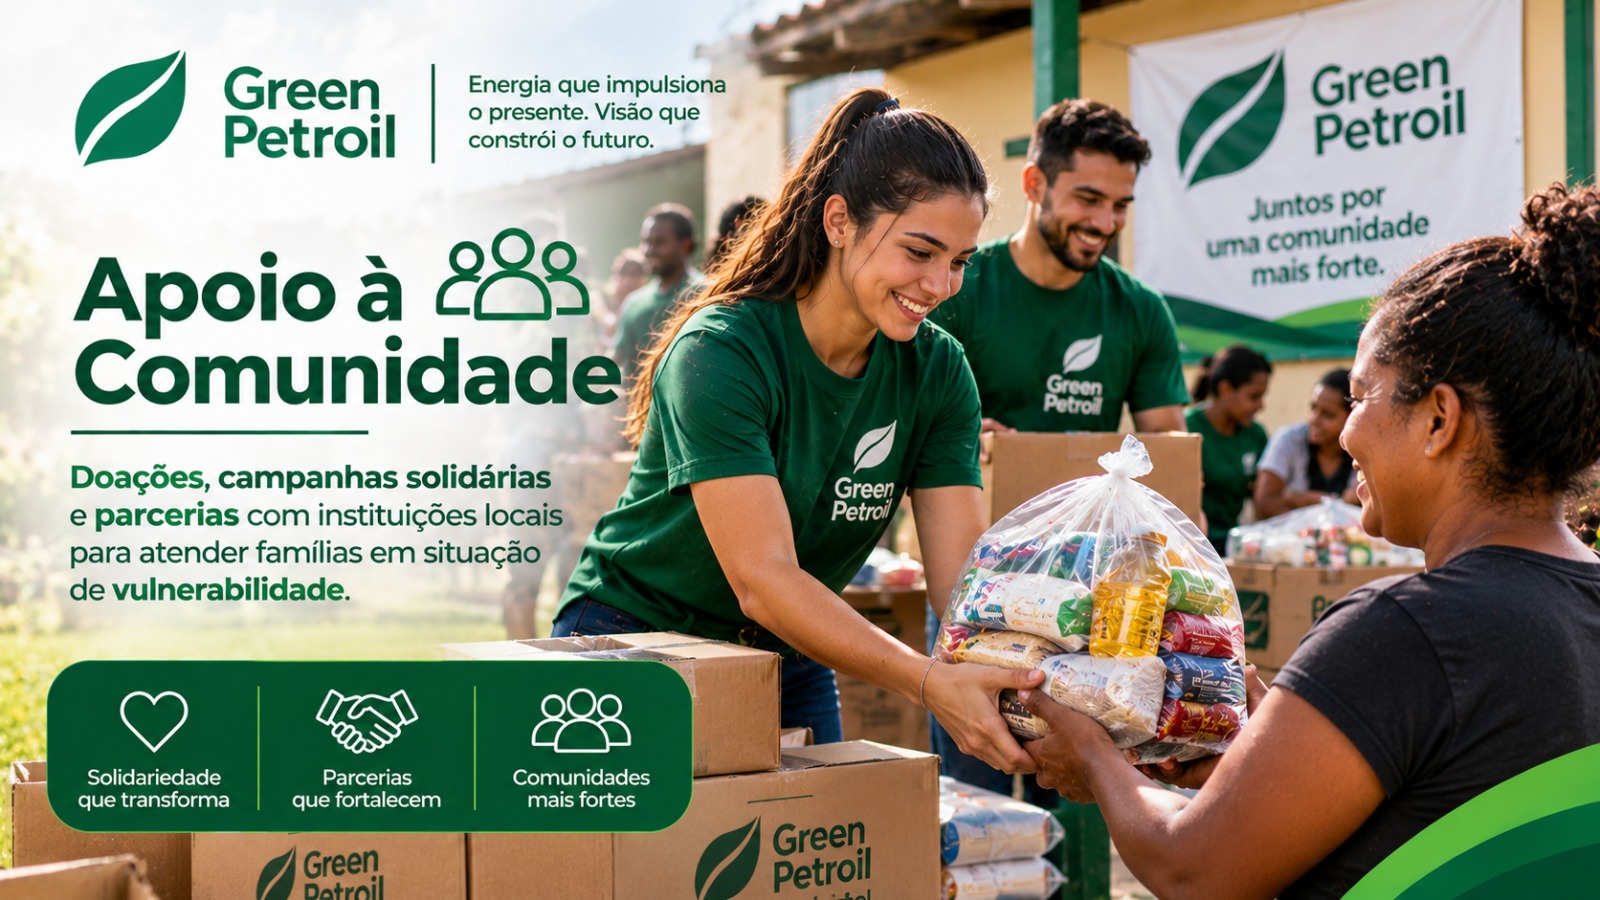 Green
Petroil
Energia que impulsiona
o presente. Visão que
constrói o futuro.
Apoio à
Comunidade
Doações, campanhas solidárias
e parcerias com instituições locais
para atender famílias em situação
de vulnerabilidade.
Solidariedade
que transforma
Parcerias
que fortalecem
Comunidades
mais fortes
Green
Petroil
Juntos por
uma comunidade
mais forte.
Green
Petroil
Green
Petroil
Green
Petroil
Green
Petroil